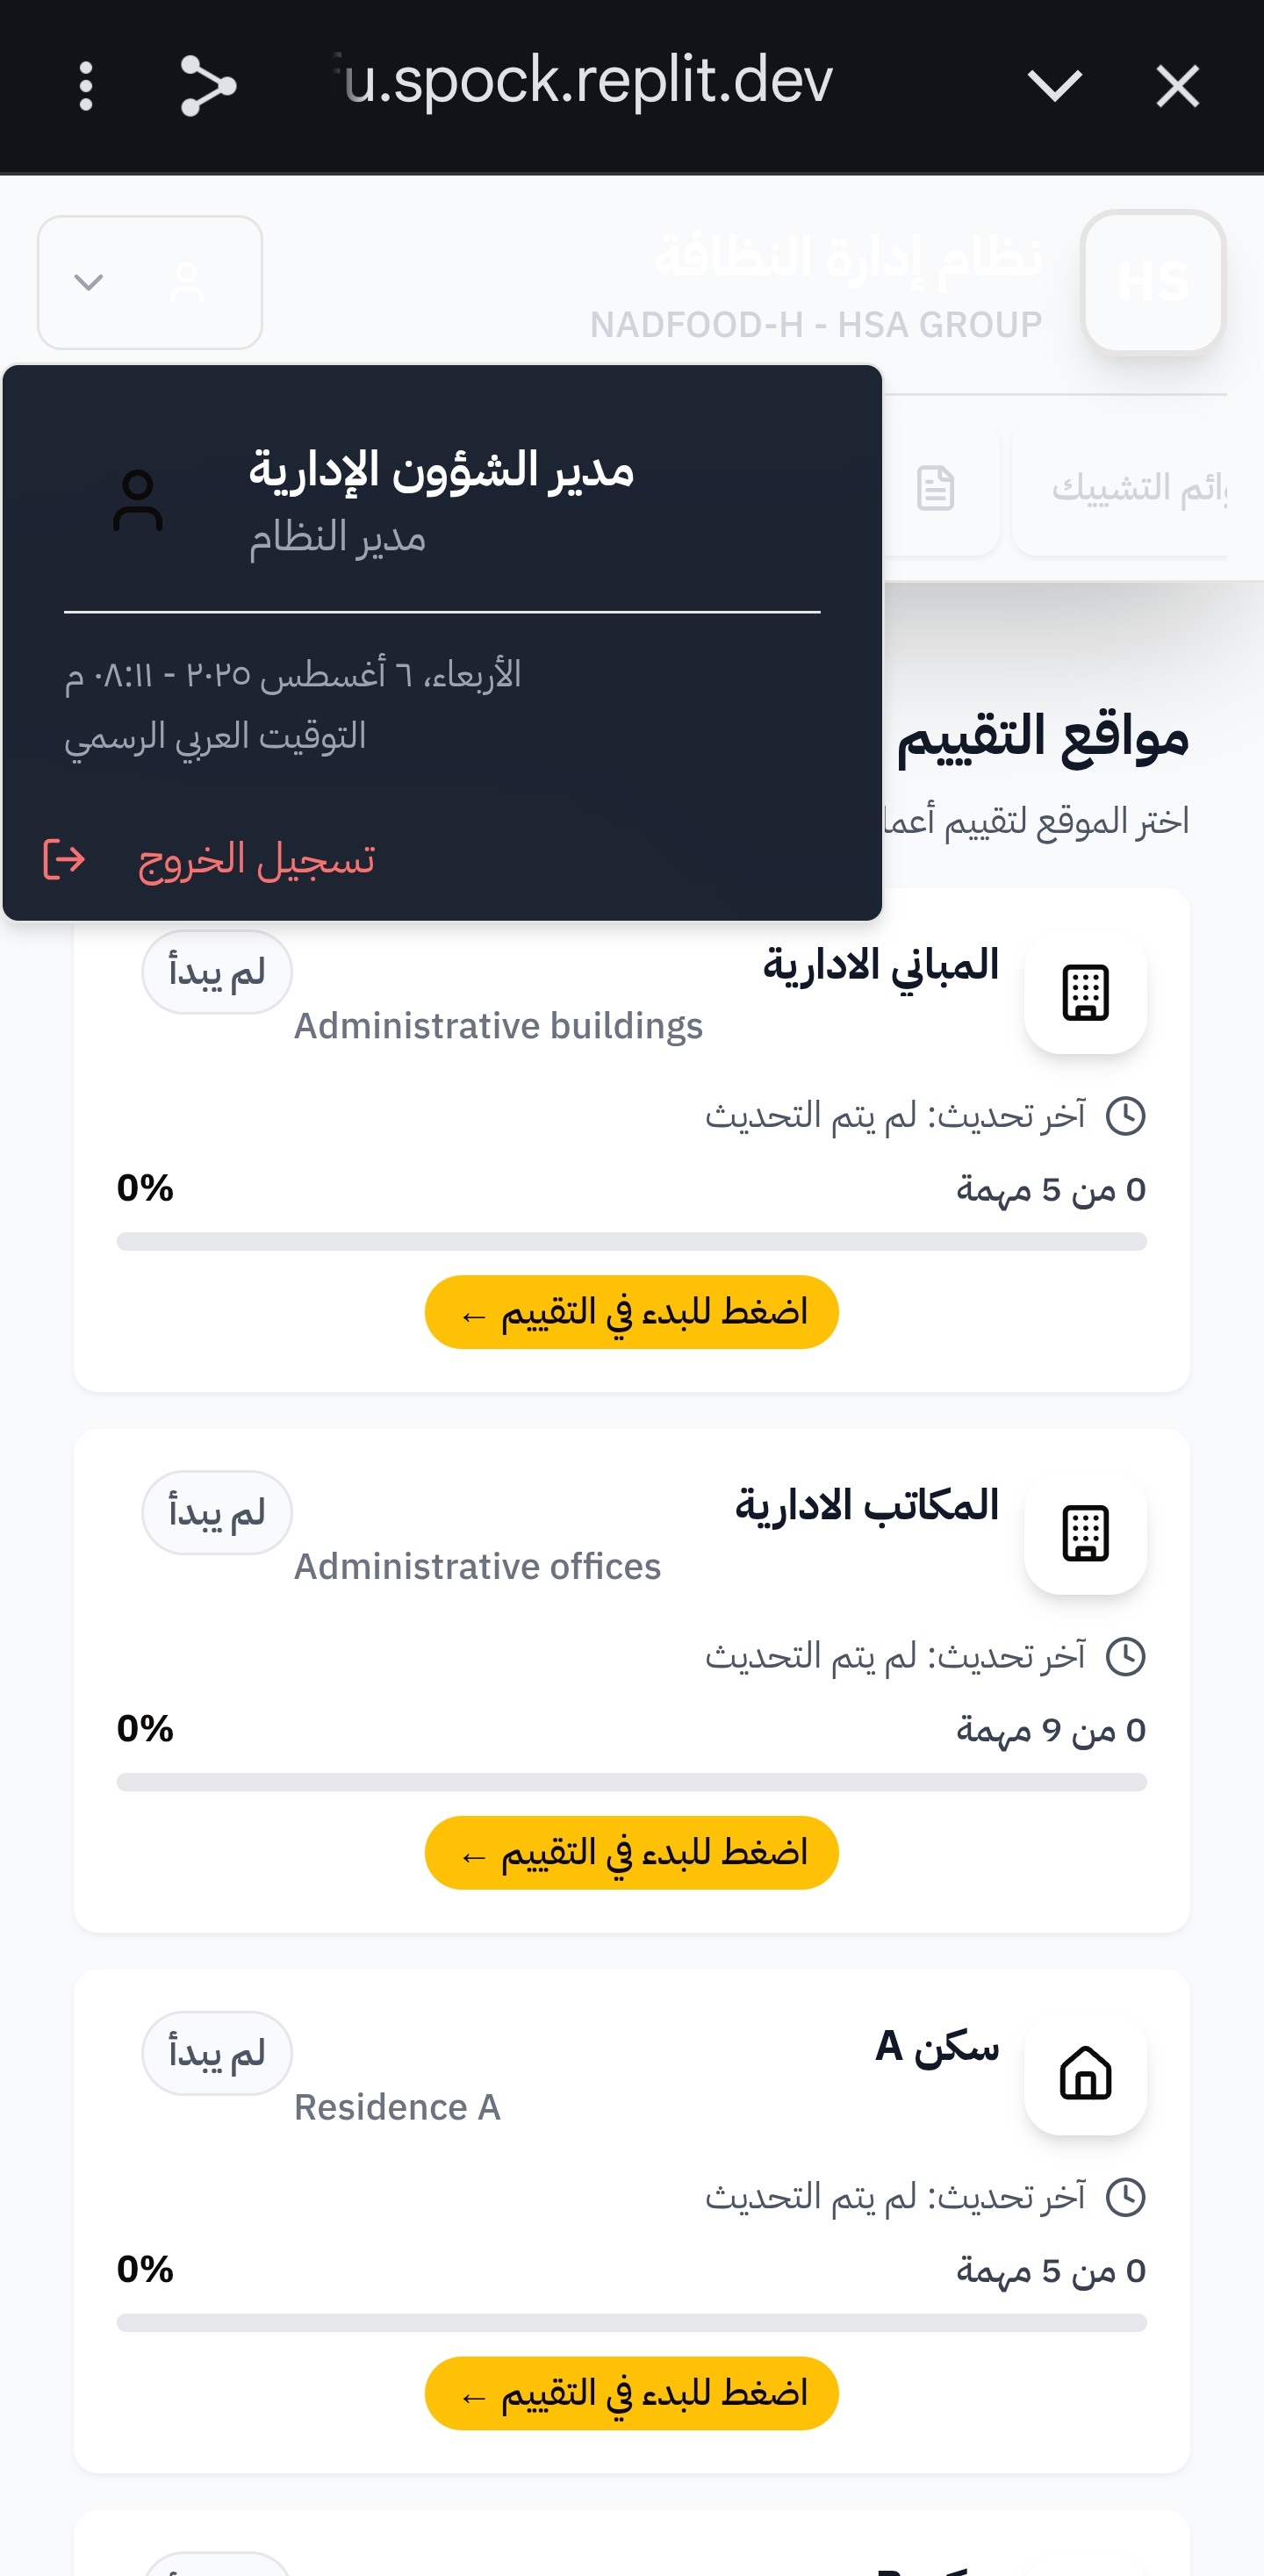 u.spock.replit.dev
HS
نظام إدارة النظافة
NADFOOD-H - HSA GROUP
مدير الشؤون الإدارية
مدير النظام
التشييك
الأربعاء، ٦ أغسطس ٢٠٢٥ - ٠٨:١١ م
التوقيت العربي الرسمي
تسجيل الخروج
مواقع التقييم
اختر الموقع لتقييم
المباني الادارية
لم يبدأ
Administrative buildings
آخر تحديث: لم يتم التحديث
0 من 5 مهمة
0%
اضغط للبدء في التقييم ←
المكاتب الادارية
لم يبدأ
Administrative offices
آخر تحديث: لم يتم التحديث
0 من 9 مهمة
0%
اضغط للبدء في التقييم ←
سكن A
لم يبدأ
Residence A
آخر تحديث: لم يتم التحديث
0 من 5 مهمة
0%
اضغط للبدء في التقييم ←